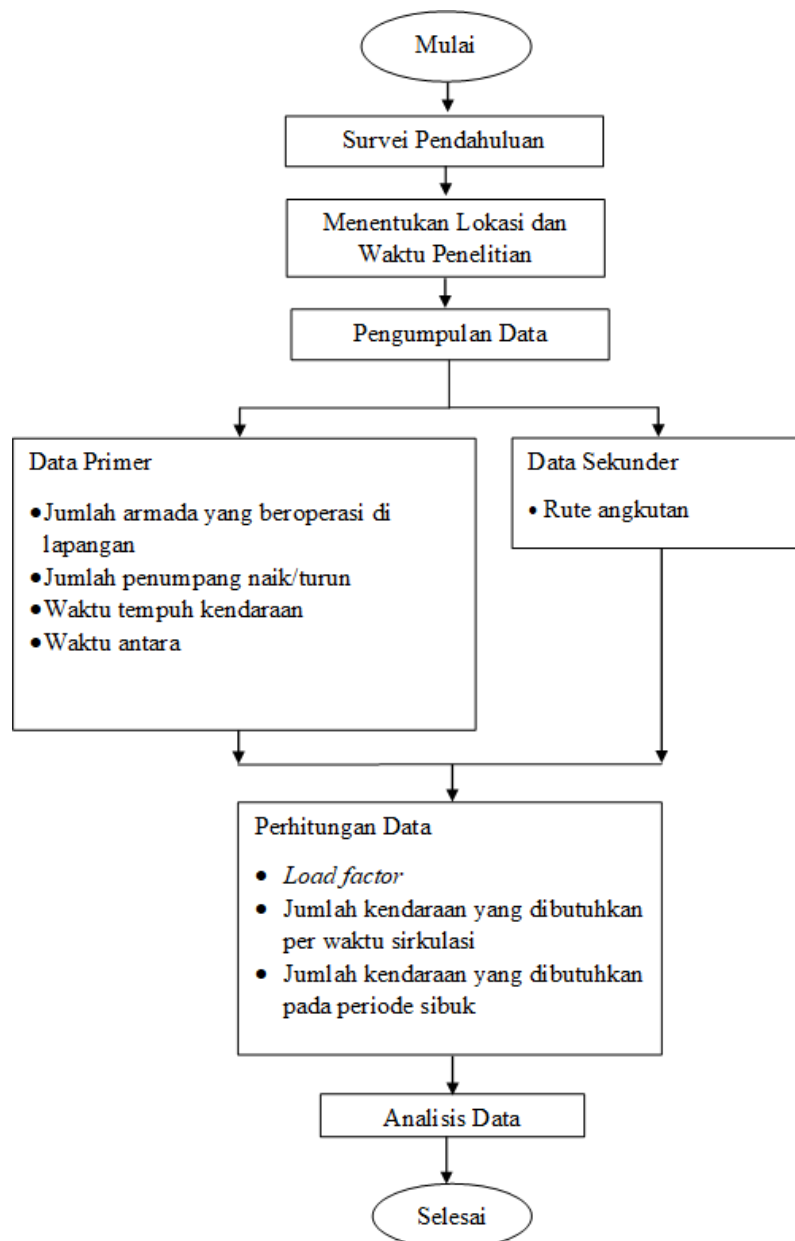 Mulai
Survei Pendahuluan
Menentukan Lokasi dan
Waktu Penelitian
Pengumpulan Data
Data Primer
●Jumlah armada yang beroperasi di
lapangan
●Jumlah penumpang naik/turun
●Waktu tempuh kendaraan
●Waktu antara
Data Sekunder
• Rute angkutan
Perhitungan Data
● Load factor
● Jumlah kendaraan yang dibutuhkan
per waktu sirkulasi
● Jumlah kendaraan yang dibutuhkan
pada periode sibuk
Analisis Data
Selesai